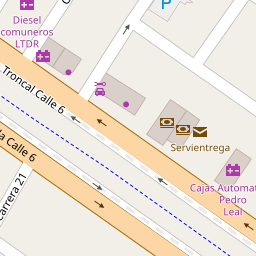 Diesel
comuneros
LTDR
P
Troncal Calle 6
Calle 6
Carrera 21
Servientrega
Cajas Automat
Pedro
Leal